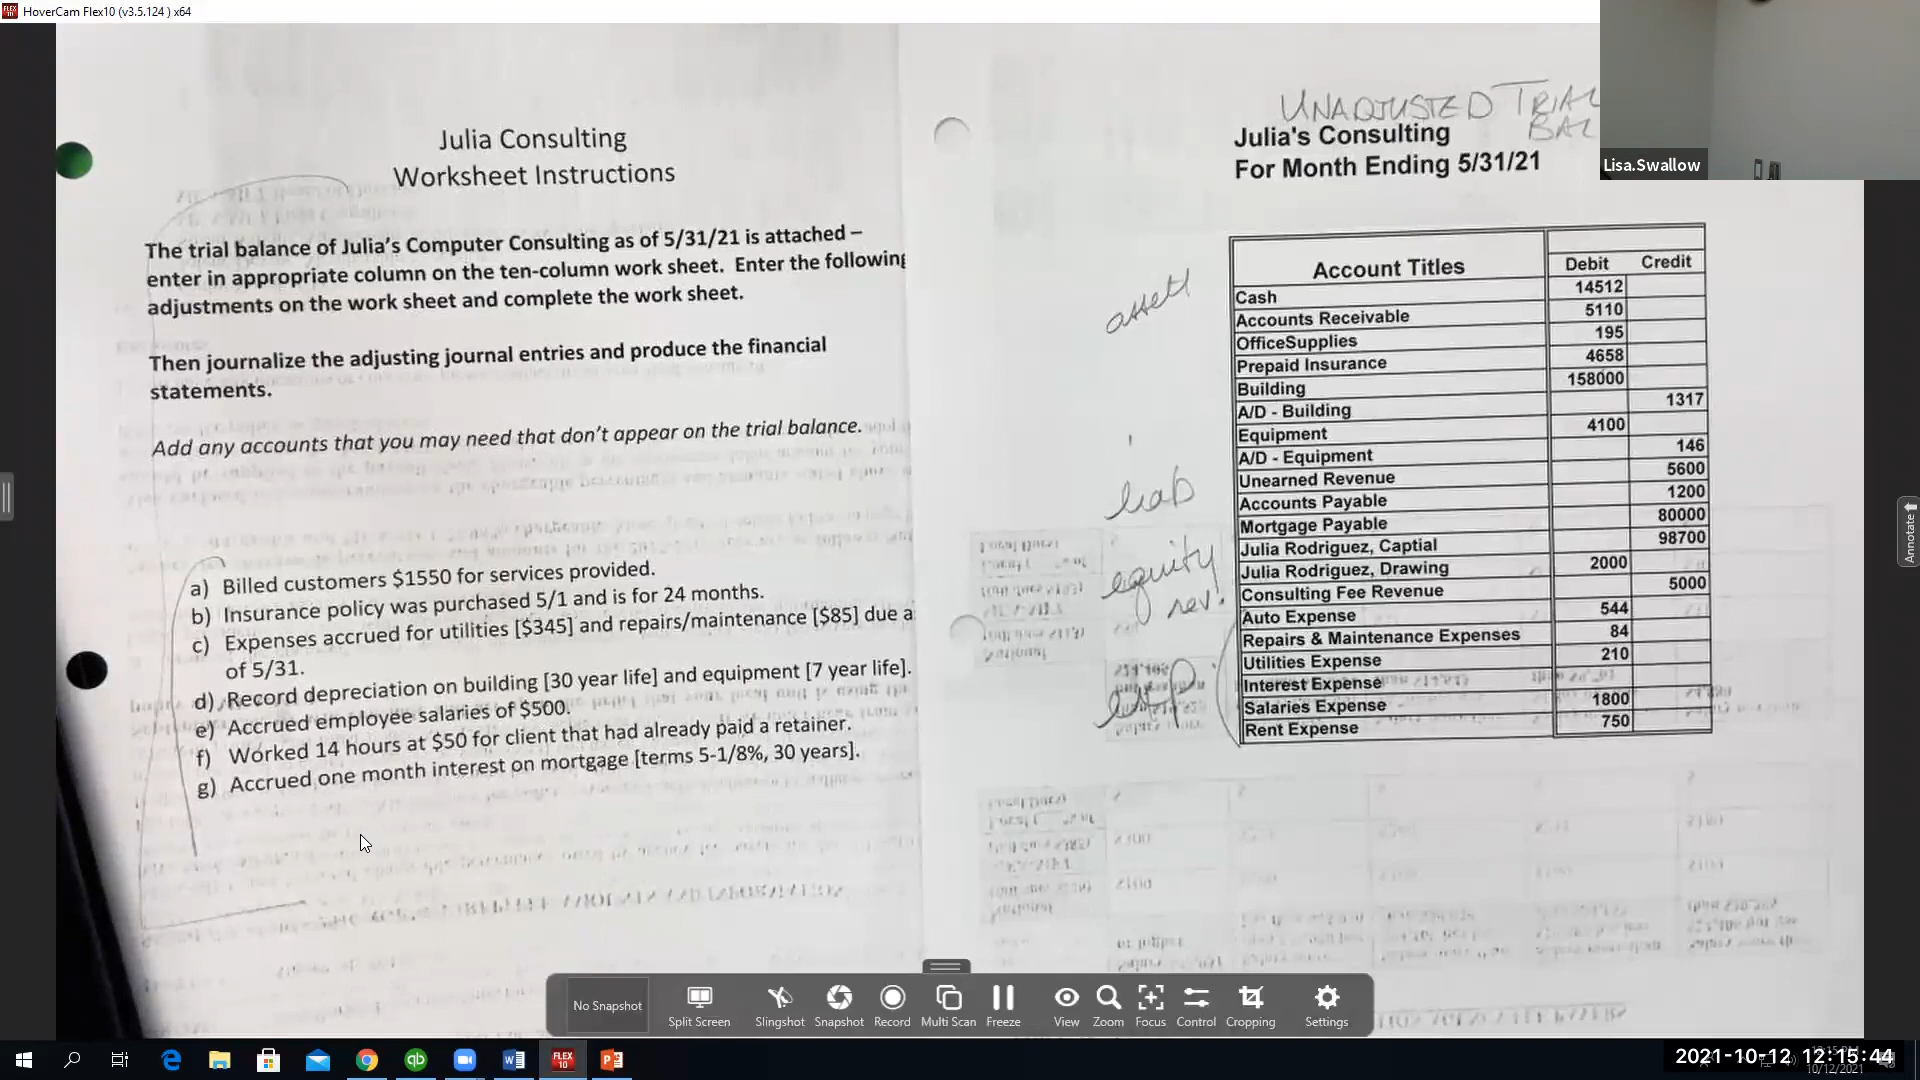 HoverCam Flex10 (v3.5.124 ) x64
Julia Consulting
Worksheet Instructions
The trial balance of Julia's Computer Consulting as of 5/31/21 is attached –
enter in appropriate column on the ten-column work sheet. Enter the following
adjustments on the work sheet and complete the work sheet.
Then journalize the adjusting journal entries and produce the financial
statements.
Add any accounts that you may need that don't appear on the trial balance.
a) Billed customers $1550 for services provided.
b) Insurance policy was purchased 5/1 and is for 24 months.
c) Expenses accrued for utilities [$345] and repairs/maintenance [$85] due a
of 5/31.
d) Record depreciation on building [30 year life] and equipment [7 year life].
e) Accrued employee salaries of $500.
f) Worked 14 hours at $50 for client that had already paid a retainer.
g) Accrued one month interest on mortgage [terms 5-1/8%, 30 years].
UNADJUSTED TRIAL
BAL
Julia's Consulting
For Month Ending 5/31/21
Account Titles Debit Credit
Cash 14512
Accounts Receivable 5110
OfficeSupplies 195
Prepaid Insurance 4658
Building 158000
A/D - Building 1317
Equipment 4100
A/D - Equipment 146
Unearned Revenue 5600
Accounts Payable 1200
Mortgage Payable 80000
Julia Rodriguez, Captial 98700
Julia Rodriguez, Drawing 2000
Consulting Fee Revenue 5000
Auto Expense 544
Repairs & Maintenance Expenses 84
Utilities Expense 210
Interest Expense
Salaries Expense 1800
Rent Expense 750
asset
liab
equity
rev.
exp.
Lisa.Swallow
Annotate
No Snapshot
Split Screen
Slingshot
Snapshot
Record
Multi Scan
Freeze
View
Zoom
Focus
Control
Cropping
Settings
2021-10-12 12:15:44
10/12/2021